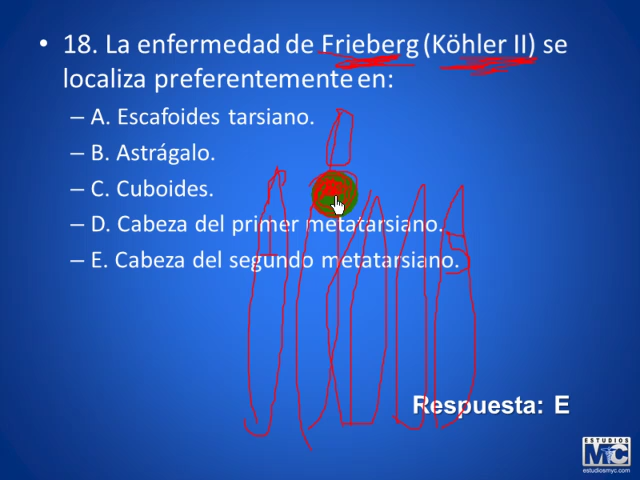 • 18. La enfermedad de Frieberg (Köhler II) se
localiza preferentemente en:
– A. Escafoides tarsiano.
– B. Astrágalo.
– C. Cuboides.
– D. Cabeza del primer metatarsiano.
– E. Cabeza del segundo metatarsiano.
Respuesta: E
ESTUDIOS
MyC
estudiosmyc.com